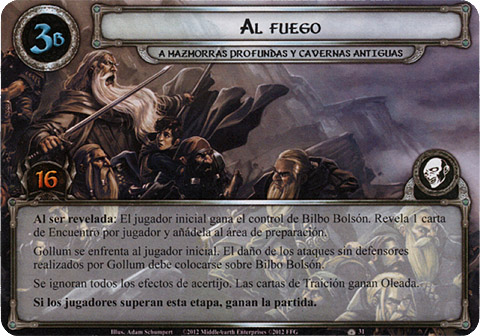 3B
AL FUEGO
A MAZMORRAS PROFUNDAS Y CAVERNAS ANTIGUAS
16
Al ser revelada: El jugador inicial gana el control de Bilbo Bolsón. Revela 1 carta
de Encuentro por jugador y añádela al área de preparación.
Gollum se enfrenta al jugador inicial. El daño de los ataques sin defensores
realizados por Gollum debe colocarse sobre Bilbo Bolsón.
Se ignoran todos los efectos de acertijo. Las cartas de Traición ganan Oleada.
Si los jugadores superan esta etapa, ganan la partida.
Illus. Adam Schumpert ©2012 Middle-earth Enterprises ©2012 FFG 31